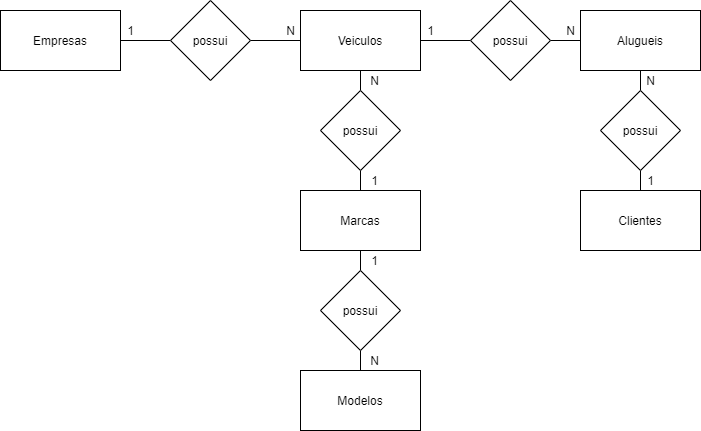 Empresas
1
possui
N
Veiculos
1
possui
N
Alugueis
N
possui
1
Marcas
1
possui
N
Modelos
N
possui
1
Clientes